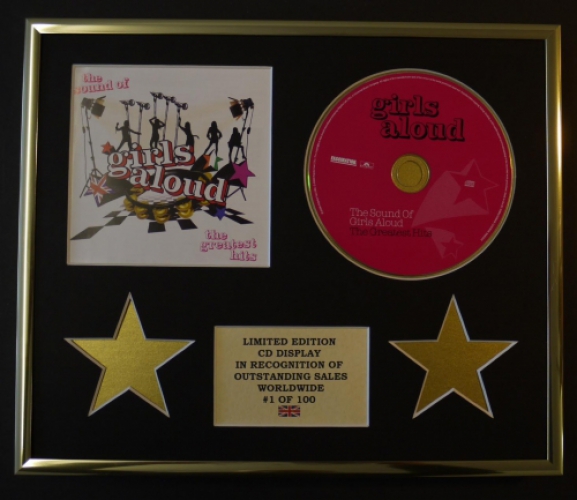 the
sound of
girls
aloud
the
greatest
hits
girls
aloud
The Sound Of
Girls Aloud
The Greatest Hits
LIMITED EDITION
CD DISPLAY
IN RECOGNITION OF
OUTSTANDING SALES
WORLDWIDE
#1 OF 100